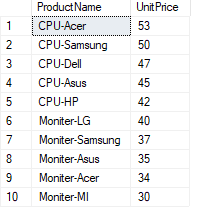 ProductName UnitPrice
1 CPU-Acer 53
2 CPU-Samsung 50
3 CPU-Dell 47
4 CPU-Asus 45
5 CPU-HP 42
6 Moniter-LG 40
7 Moniter-Samsung 37
8 Moniter-Asus 35
9 Moniter-Acer 34
10 Moniter-MI 30